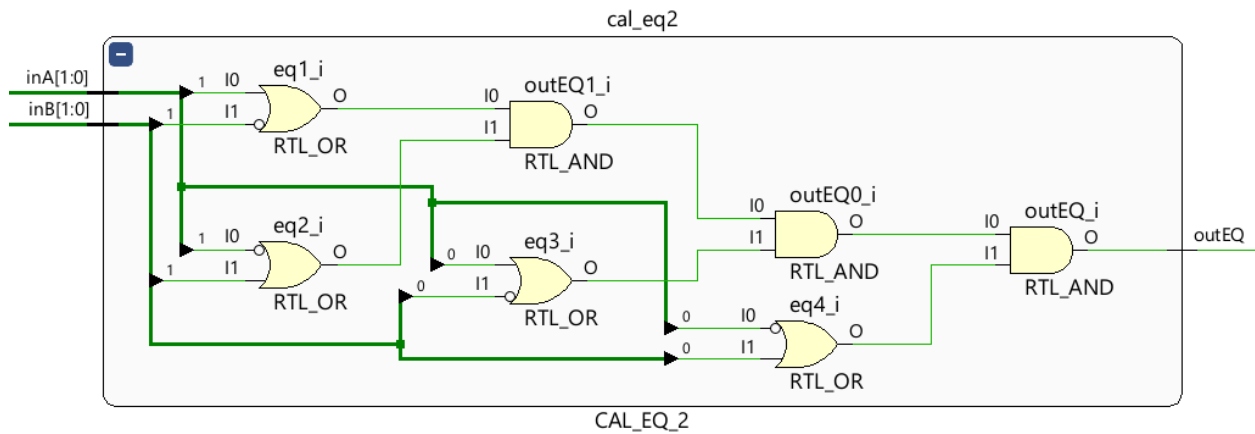 cal_eq2
inA[1:0]
inB[1:0]
1 I0 eq1_i O
1 I1
RTL_OR
I0 outEQ1_i O
I1
RTL_AND
1 I0 eq2_i O
1 I1
RTL_OR
0 I0 eq3_i O
0 I1
RTL_OR
I0 outEQ0_i O
I1
RTL_AND
0 I0 eq4_i O
0 I1
RTL_OR
I0 outEQ_i O
I1
RTL_AND
outEQ
CAL_EQ_2